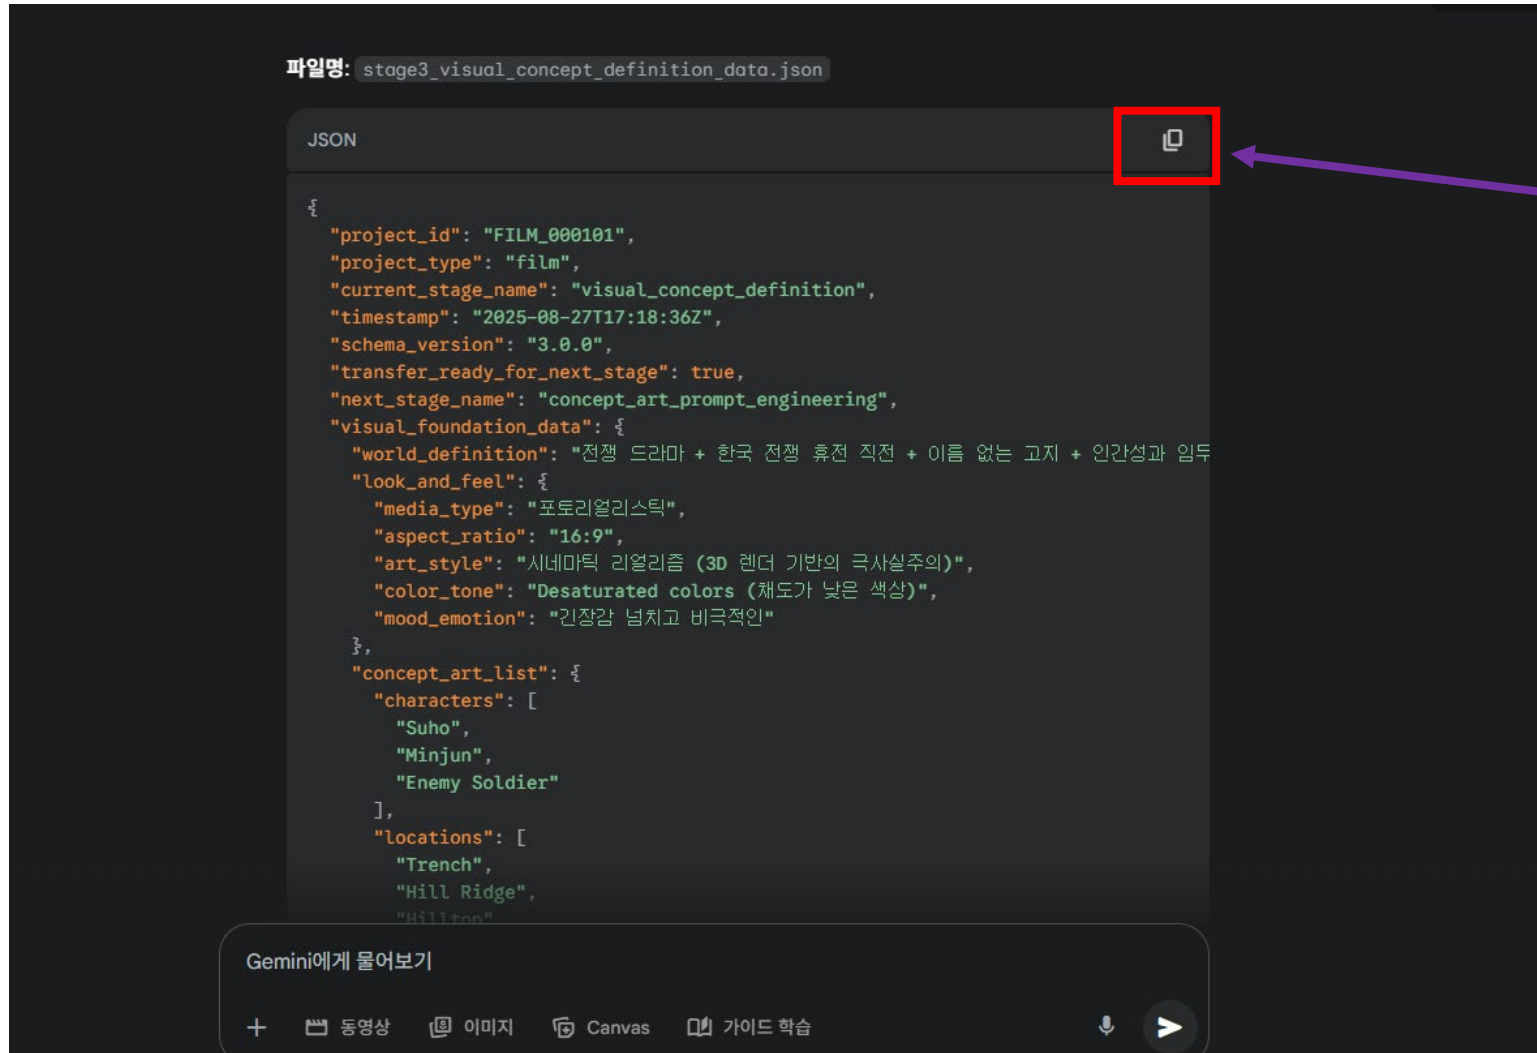 파일명: stage3_visual_concept_definition_data.json
JSON
{
"project_id": "FILM_000101",
"project_type": "film",
"current_stage_name": "visual_concept_definition",
"timestamp": "2025-08-27T17:18:36Z",
"schema_version": "3.0.0",
"transfer_ready_for_next_stage": true,
"next_stage_name": "concept_art_prompt_engineering",
"visual_foundation_data": {
"world_definition": "전쟁 드라마 + 한국 전쟁 휴전 직전 + 이름 없는 고지 + 인간성과 임무
"look_and_feel": {
"media_type": "포토리얼리스틱",
"aspect_ratio": "16:9",
"art_style": "시네마틱 리얼리즘 (3D 렌더 기반의 극사실주의)",
"color_tone": "Desaturated colors (채도가 낮은 색상)",
"mood_emotion": "긴장감 넘치고 비극적인"
},
"concept_art_list": {
"characters": [
"Suho",
"Minjun",
"Enemy Soldier"
],
"locations": [
"Trench",
"Hill Ridge",
"Hilltop"
Gemini에게 물어보기
동영상 이미지 Canvas 가이드 학습